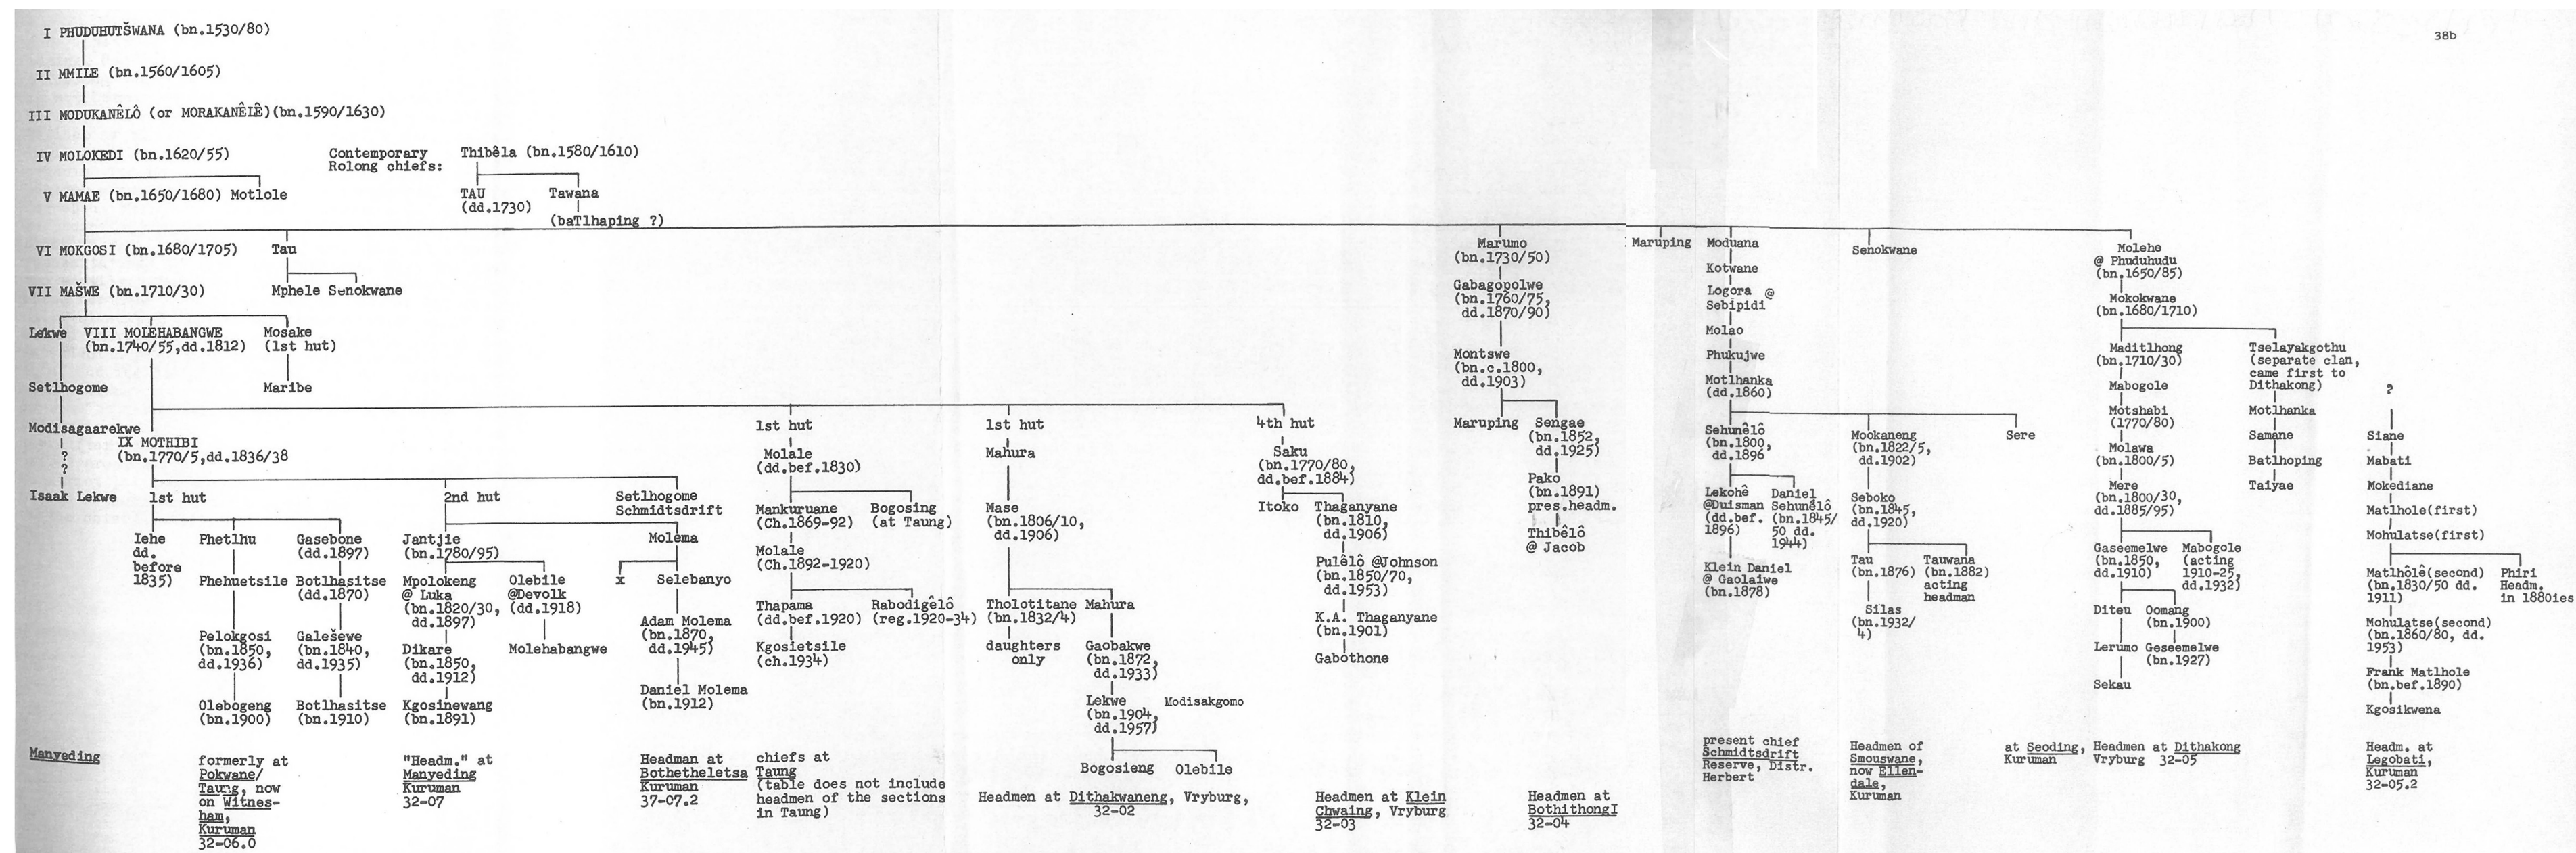 38b
I PHUDUHUTŠWANA (bn.1530/80)
II MMILE (bn.1560/1605)
III MODUKANÊLÔ (or MORAKANÊLÊ)(bn.1590/1630)
IV MOLOKEDI (bn.1620/55)
Contemporary
Rolong chiefs:
Thibêla (bn.1580/1610)
V MAMAE (bn.1650/1680) Motlole
TAU
(dd.1730)
Tawana
(baTlhaping ?)
VI MOKGOSI (bn.1680/1705)
Tau
VII MAŠWE (bn.1710/30)
Mphele Senokwane
Lekwe
VIII MOLEHABANGWE
(bn.1740/55,dd.1812)
Mosake
(1st hut)
Setlhogome
Maribe
Modisagaarekwe
?
?
Isaak Lekwe
IX MOTHIBI
(bn.1770/5,dd.1836/38
1st hut
2nd hut
Setlhogome
Schmidtsdrift
Iehe
dd.
before
1835)
Phetlhu
Gasebone
(dd.1897)
Phehuetsile
Botlhasitse
(dd.1870)
Pelokgosi
(bn.1850,
dd.1936)
Galešewe
(bn.1840,
dd.1935)
Olebogeng
(bn.1900)
Botlhasitse
(bn.1910)
Jantjie
(bn.1780/95)
Molema
Mpolokeng
@ Luka
(bn.1820/30,
dd.1897)
Olebile
@Devolk
(dd.1918)
Dikare
(bn.1850,
dd.1912)
Molehabangwe
Kgosinewang
(bn.1891)
x
Selebanyo
Adam Molema
(bn.1870,
dd.1945)
Daniel Molema
(bn.1912)
1st hut
Molale
(dd.bef.1830)
Mankuruane
(Ch.1869-92)
Bogosing
(at Taung)
Molale
(Ch.1892-1920)
Thapama
(dd.bef.1920)
Rabodigêlô
(reg.1920-34)
Kgosietsile
(ch.1934)
1st hut
Mahura
Mase
(bn.1806/10,
dd.1906)
Tholotitane
(bn.1832/4)
Mahura
daughters
only
Gaobakwe
(bn.1872,
dd.1933)
Lekwe
(bn.1904,
dd.1957)
Modisakgomo
Bogosieng
Olebile
4th hut
Saku
(bn.1770/80,
dd.bef.1884)
Itoko
Thaganyane
(bn.1810,
dd.1906)
Pulêlô @Johnson
(bn.1850/70,
dd.1953)
K.A. Thaganyane
(bn.1901)
Gabothone
Marumo
(bn.1730/50)
Gabagopolwe
(bn.1760/75,
dd.1870/90)
Montswe
(bn.c.1800,
dd.1903)
Maruping
Sengae
(bn.1852,
dd.1925)
Pako
(bn.1891)
pres.headm.
Thibêlô
@ Jacob
Maruping
Moduana
Kotwane
Logora @
Sebipidi
Molao
Phukujwe
Motlhanka
(dd.1860)
Sehunêlô
(bn.1800,
dd.1896
Mookaneng
(bn.1822/5,
dd.1902)
Sere
Lekohê
@Duisman
(dd.bef.
1896)
Daniel
Sehunêlô
(bn.1845/
50 dd.
1944)
Klein Daniel
@ Gaolaiwe
(bn.1878)
Seboko
(bn.1845,
dd.1920)
Tau
(bn.1876)
Tauwana
(bn.1882)
acting
headman
Silas
(bn.1932/
4)
Senokwane
Molehe
@ Phuduhudu
(bn.1650/85)
Mokokwane
(bn.1680/1710)
Maditlhong
(bn.1710/30)
Tselayakgothu
(separate clan,
came first to
Dithakong)
Mabogole
Motlhanka
Motshabi
(1770/80)
Samane
Molawa
(bn.1800/5)
Batlhoping
Mere
(bn.1800/30,
dd.1885/95)
Taiyae
Gaseemelwe
(bn.1850,
dd.1910)
Mabogole
(acting
1910-25,
dd.1932)
Diteu
Oomang
(bn.1900)
Lerumo
Geseemelwe
(bn.1927)
Sekau
?
Siane
Mabati
Mokediane
Matlhole(first)
Mohulatse(first)
Matlhôlê(second)
(bn.1830/50 dd.
1911)
Phiri
Headm.
in 1880ies
Mohulatse(second)
(bn.1860/80, dd.
1953)
Frank Matlhole
(bn.bef.1890)
Kgosikwena
Manyeding
formerly at
Pokwane/
Taung, now
on Witnes-
ham,
Kuruman
32-06.0
"Headm." at
Manyeding
Kuruman
32-07
Headman at
Bothetheletsa
Kuruman
37-07.2
chiefs at
Taung
(table does not include
headmen of the sections
in Taung)
Headmen at Dithakwaneng, Vryburg,
32-02
Headmen at Klein
Chwaing, Vryburg
32-03
Headmen at
BothithongI
32-04
present chief
Schmidtsdrift
Reserve, Distr.
Herbert
Headmen of
Smouswane,
now Ellen-
dale,
Kuruman
at Seoding,
Kuruman
Headmen at Dithakong
Vryburg 32-05
Headm. at
Legobati,
Kuruman
32-05.2